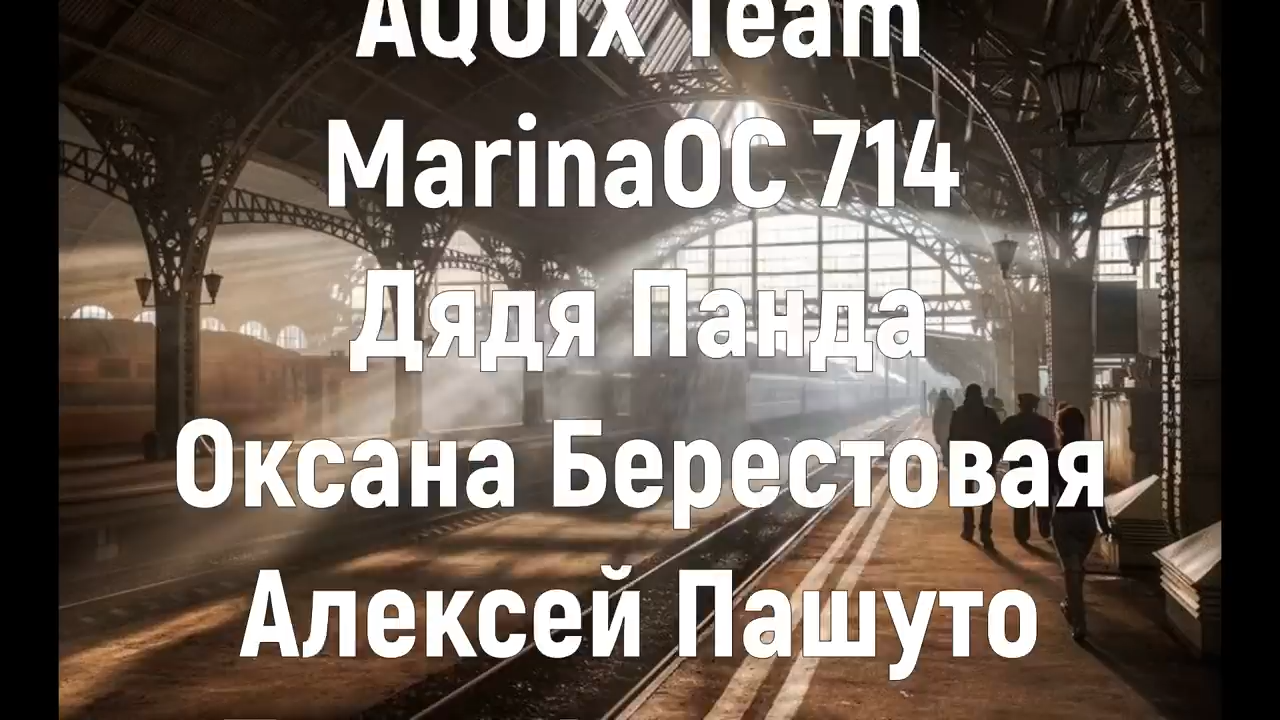 AQUIX Team
MarinaOC 714
Дядя Панда
Оксана Берестовая
Алексей Пашуто